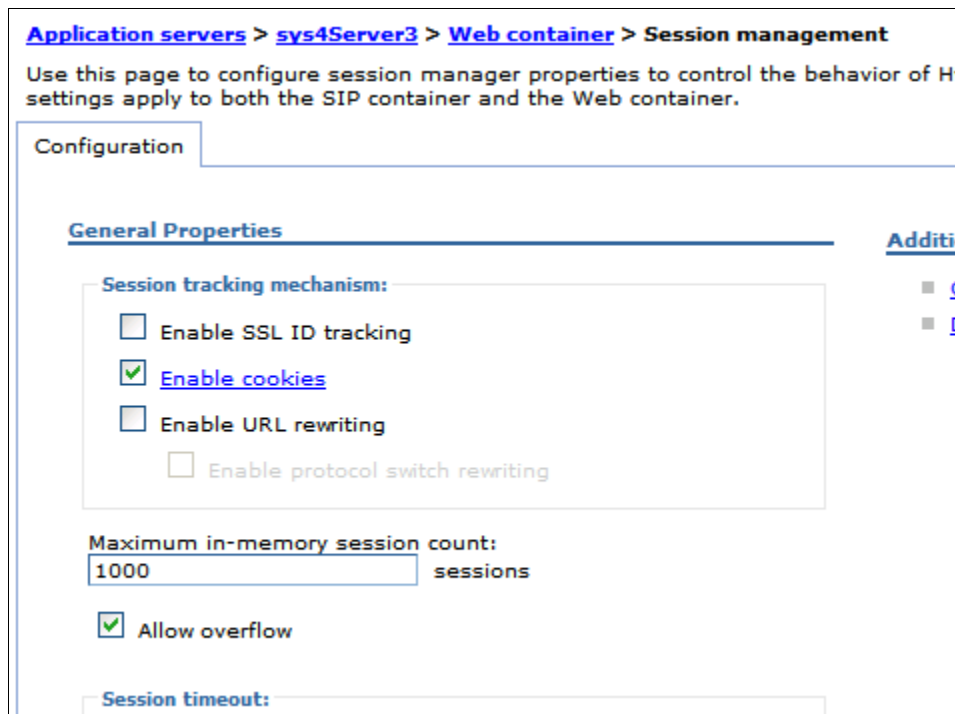 Application servers > sys4Server3 > Web container > Session management
Use this page to configure session manager properties to control the behavior of
settings apply to both the SIP container and the Web container.
Configuration
General Properties
Session tracking mechanism:
Enable SSL ID tracking
Enable cookies
Enable URL rewriting
Enable protocol switch rewriting
Maximum in-memory session count:
1000 sessions
Allow overflow
Session timeout: